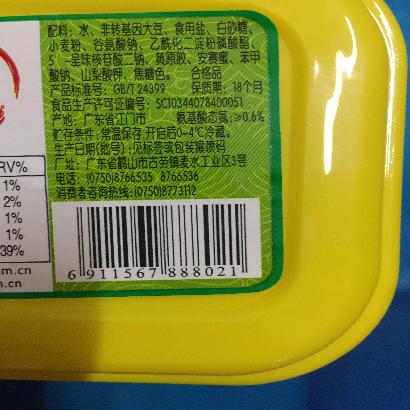 配料: 水、非转基因大豆、食用盐、白砂糖、
小麦粉、谷氨酸钠、乙酰化二淀粉磷酸酯、
5′-呈味核苷酸二钠、黄原胶、安赛蜜、苯甲
酸钠、山梨酸钾、焦糖色。 合格品
产品标准号: GB/T 24399 保质期: 18个月
食品生产许可证编号: SC10344078400051
产地: 广东省江门市 氨基酸态氮:≥0.6%
贮存条件:常温保存,开启后0-4℃冷藏。
生产日期(批号):见标签或包装喷码
厂址: 广东省鹤山市古劳镇麦水工业区3号
电话: (0750)8766535 8766536
消费者咨询热线:(0750)8773112
RV%
1%
2%
1%
1%
39%
om.cn
n.cn
6 911567 888021